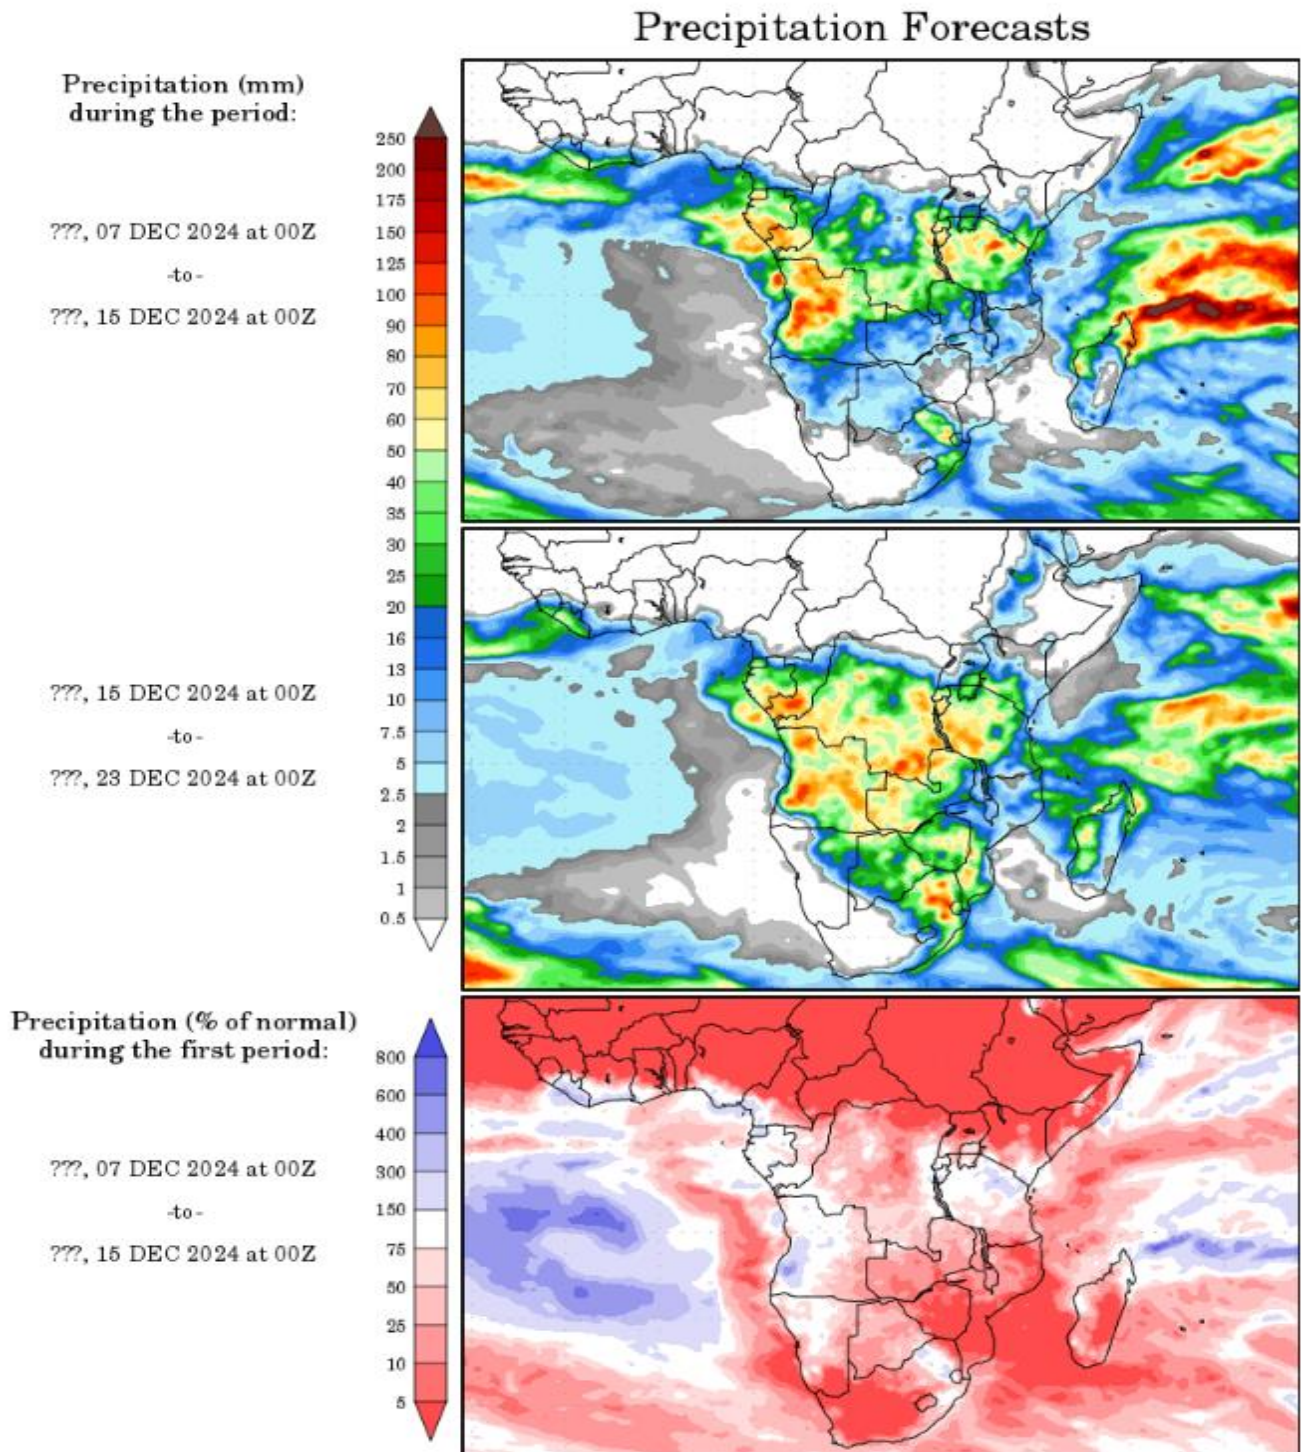 Precipitation Forecasts
Precipitation (mm)
during the period:
???, 07 DEC 2024 at 00Z
-to-
???, 15 DEC 2024 at 00Z
250
200
175
150
125
100
90
80
70
60
50
40
35
30
25
20
16
13
10
7.5
5
2.5
2
1.5
1
0.5
???, 15 DEC 2024 at 00Z
-to-
???, 23 DEC 2024 at 00Z
Precipitation (% of normal)
during the first period:
???, 07 DEC 2024 at 00Z
-to-
???, 15 DEC 2024 at 00Z
800
600
400
300
150
75
50
25
10
5